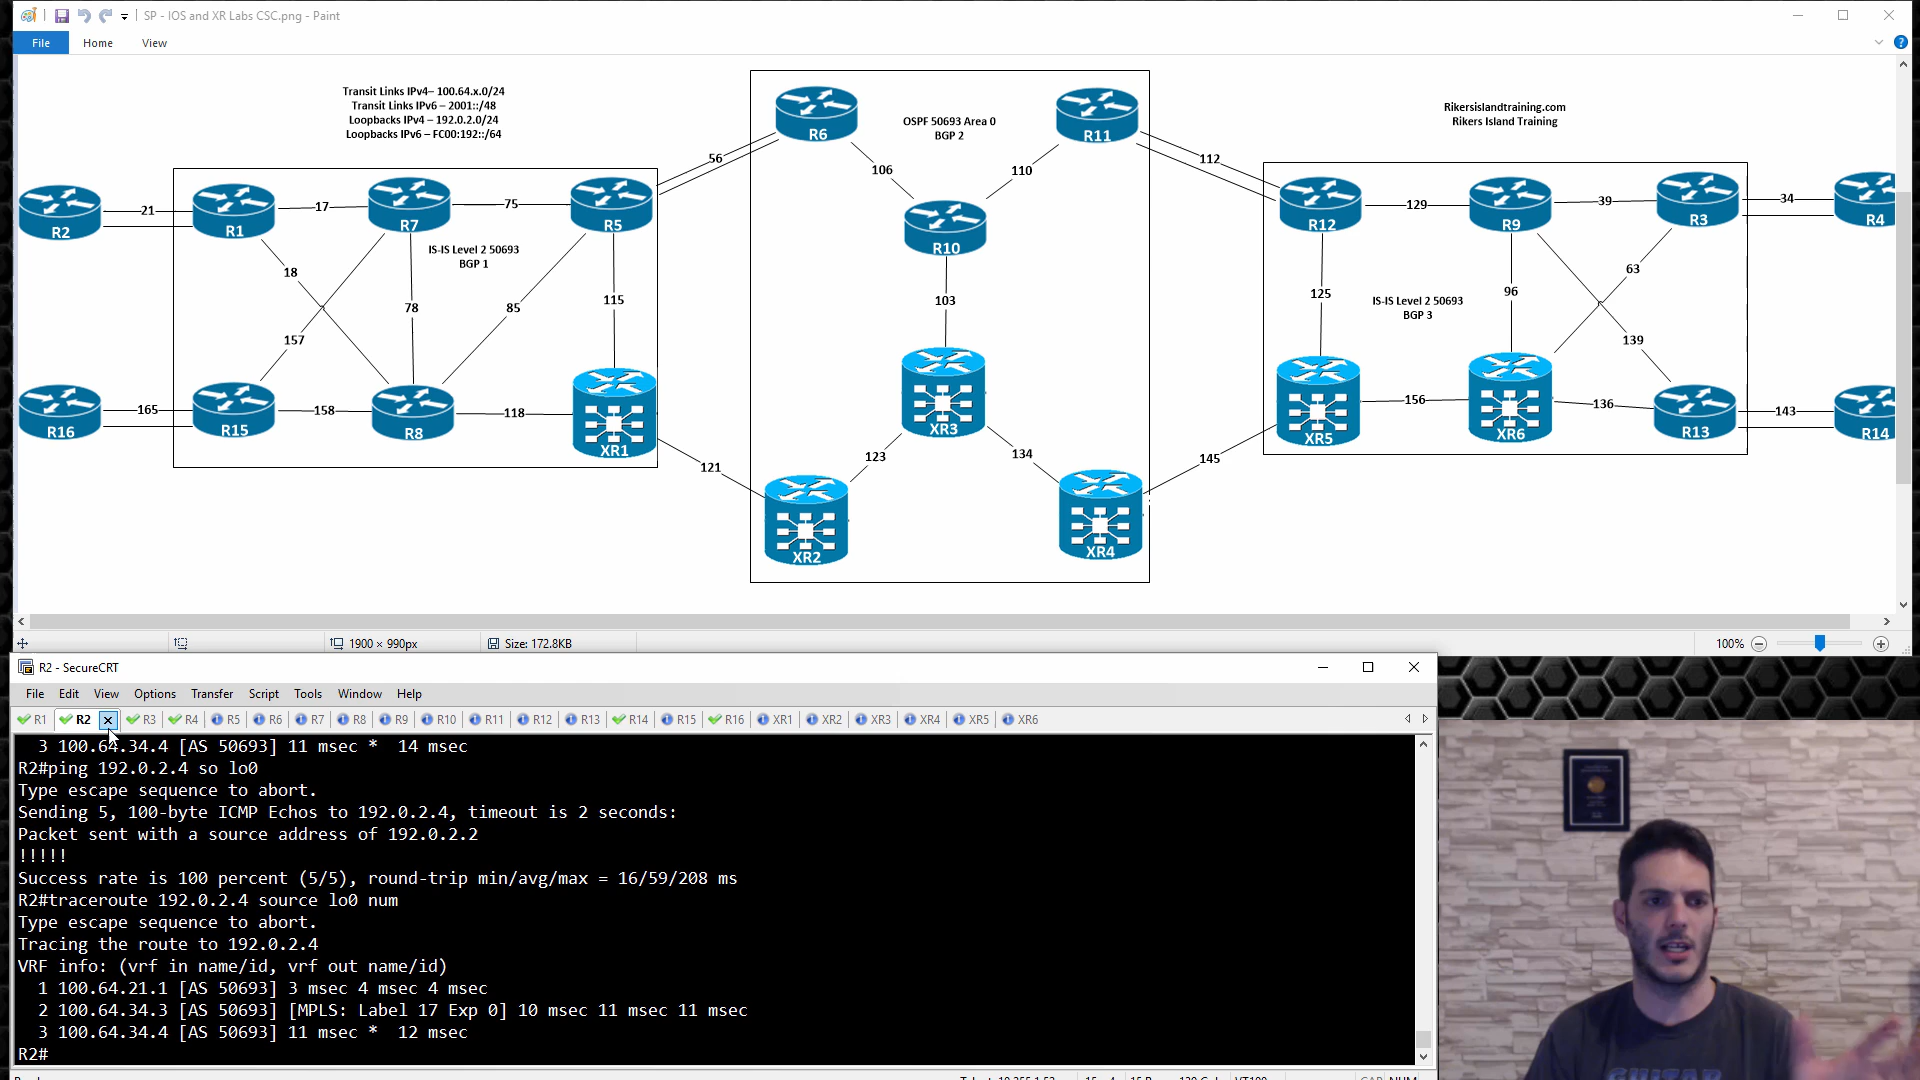 SP - IOS and XR Labs CSC.png - Paint
File Home View
Transit Links IPv4– 100.64.x.0/24
Transit Links IPv6 – 2001::/48
Loopbacks IPv4 – 192.0.2.0/24
Loopbacks IPv6 – FC00:192::/64
OSPF 50693 Area 0
BGP 2
Rikersislandtraining.com
Rikers Island Training
R6
R11
56
106
110
112
R2
21
R1
17
R7
75
R5
R10
R12
129
R9
39
R3
34
R4
IS-IS Level 2 50693
BGP 1
18
78
85
115
103
125
IS-IS Level 2 50693
BGP 3
96
63
157
139
R16
165
R15
158
R8
118
XR1
XR3
XR5
156
XR6
136
R13
143
R14
121
123
134
145
XR2
XR4
1900 × 990px
Size: 172.8KB
100%
R2 - SecureCRT
File Edit View Options Transfer Script Tools Window Help
R1 R2 R3 R4 R5 R6 R7 R8 R9 R10 R11 R12 R13 R14 R15 R16 XR1 XR2 XR3 XR4 XR5 XR6
3 100.64.34.4 [AS 50693] 11 msec * 14 msec
R2#ping 192.0.2.4 so lo0
Type escape sequence to abort.
Sending 5, 100-byte ICMP Echos to 192.0.2.4, timeout is 2 seconds:
Packet sent with a source address of 192.0.2.2
!!!!!
Success rate is 100 percent (5/5), round-trip min/avg/max = 16/59/208 ms
R2#traceroute 192.0.2.4 source lo0 num
Type escape sequence to abort.
Tracing the route to 192.0.2.4
VRF info: (vrf in name/id, vrf out name/id)
1 100.64.21.1 [AS 50693] 3 msec 4 msec 4 msec
2 100.64.34.3 [AS 50693] [MPLS: Label 17 Exp 0] 10 msec 11 msec 11 msec
3 100.64.34.4 [AS 50693] 11 msec * 12 msec
R2#